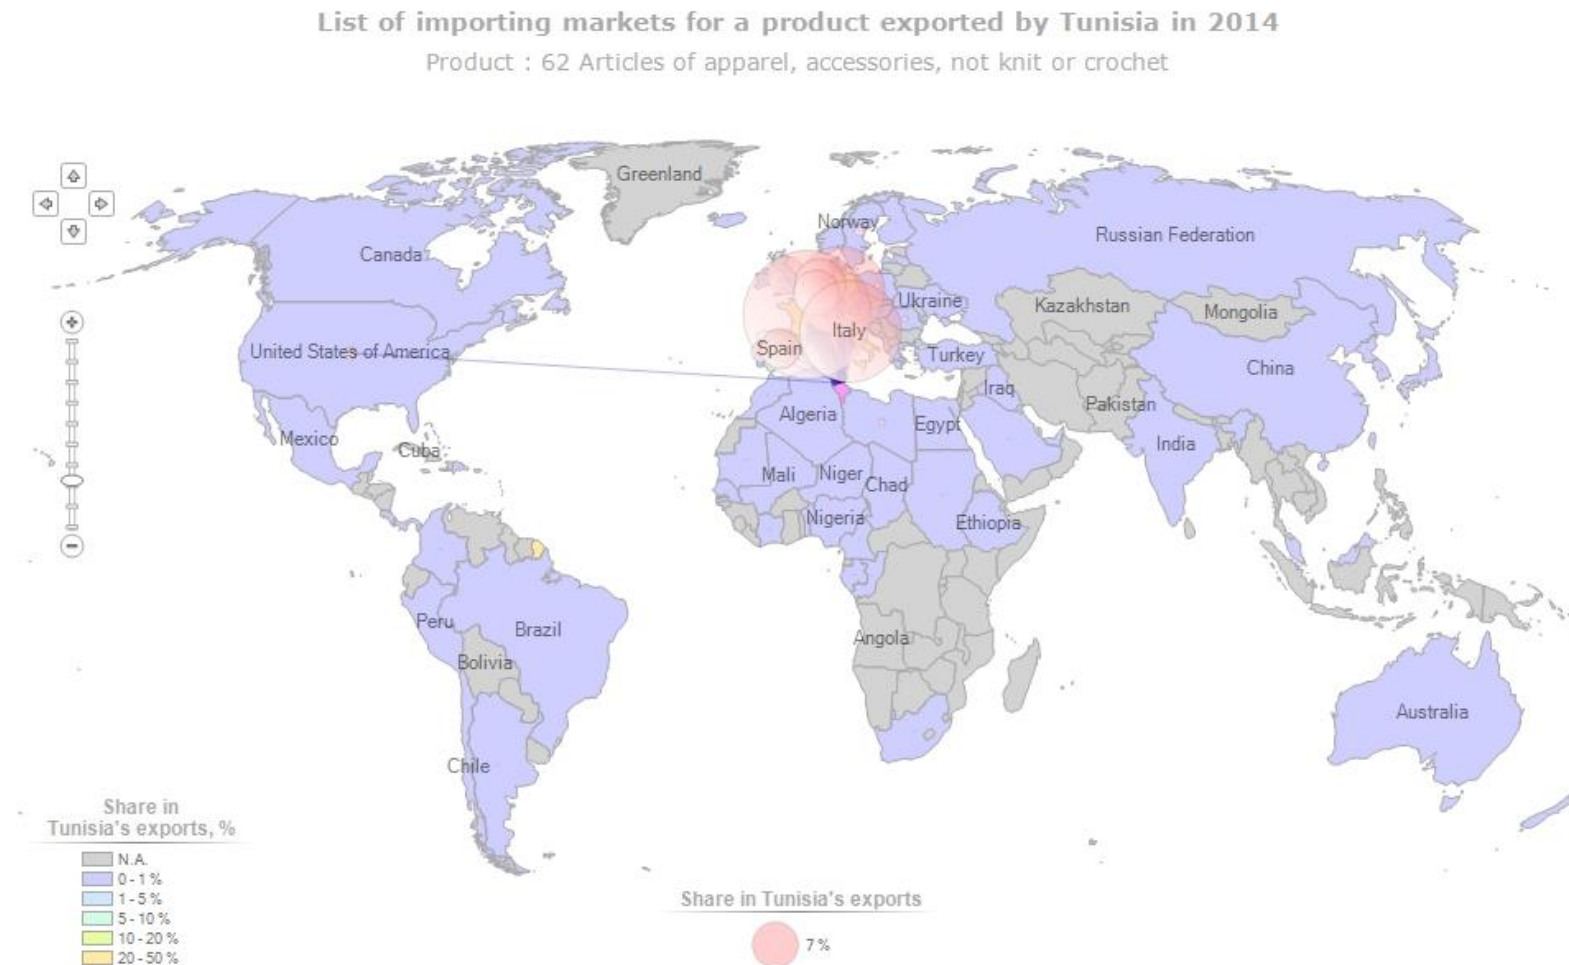 List of importing markets for a product exported by Tunisia in 2014
Product : 62 Articles of apparel, accessories, not knit or crochet
Greenland
Norway
Russian Federation
Canada
Ukraine
Kazakhstan
Mongolia
Italy
Spain
United States of America
Turkey
China
Iraq
Pakistan
Algeria
Egypt
Mexico
Cuba
India
Mali
Niger
Chad
Nigeria
Ethiopia
Peru
Brazil
Angola
Bolivia
Australia
Chile
Share in
Tunisia's exports, %
N.A.
0 - 1 %
1 - 5 %
5 - 10 %
10 - 20 %
20 - 50 %
Share in Tunisia's exports
7 %